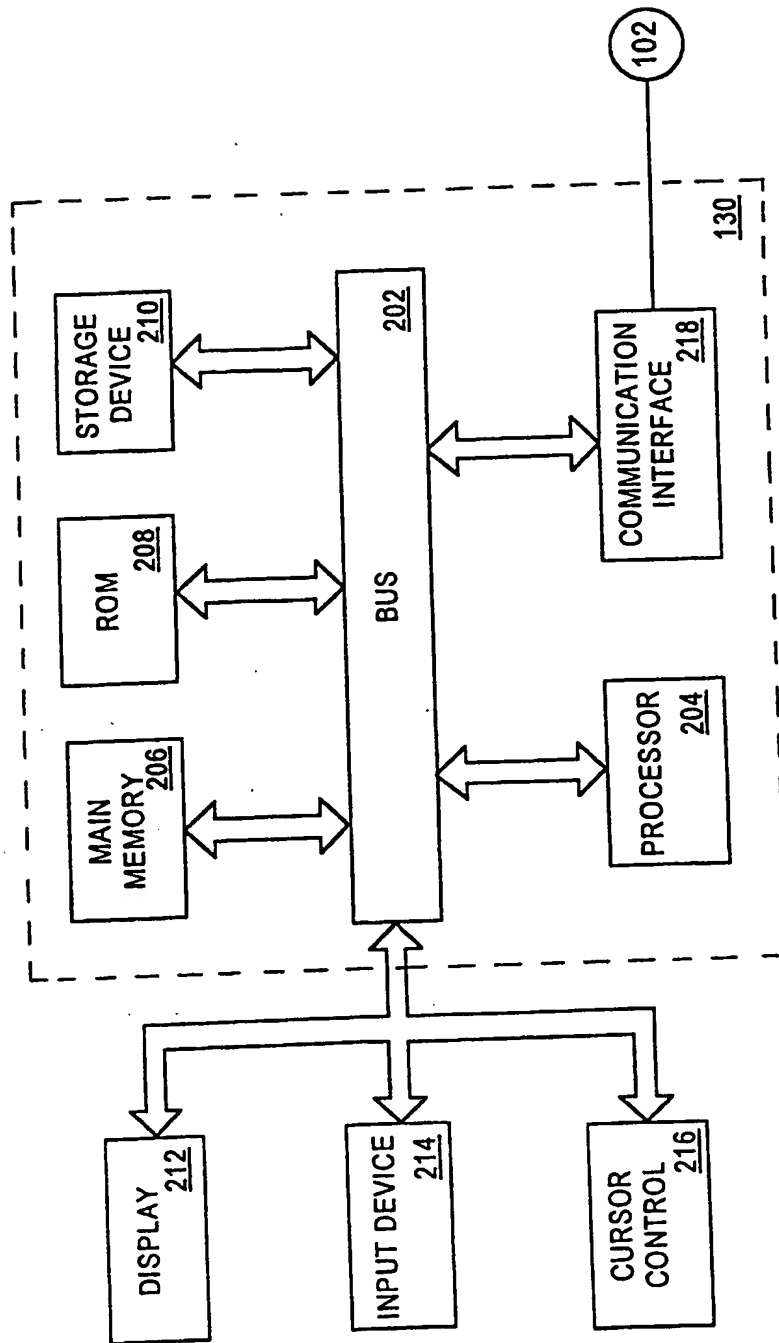 DISPLAY
212
INPUT DEVICE
214
CURSOR
CONTROL
216
MAIN
MEMORY
206
ROM
208
STORAGE
DEVICE
210
BUS
202
PROCESSOR
204
COMMUNICATION
INTERFACE
218
130
102